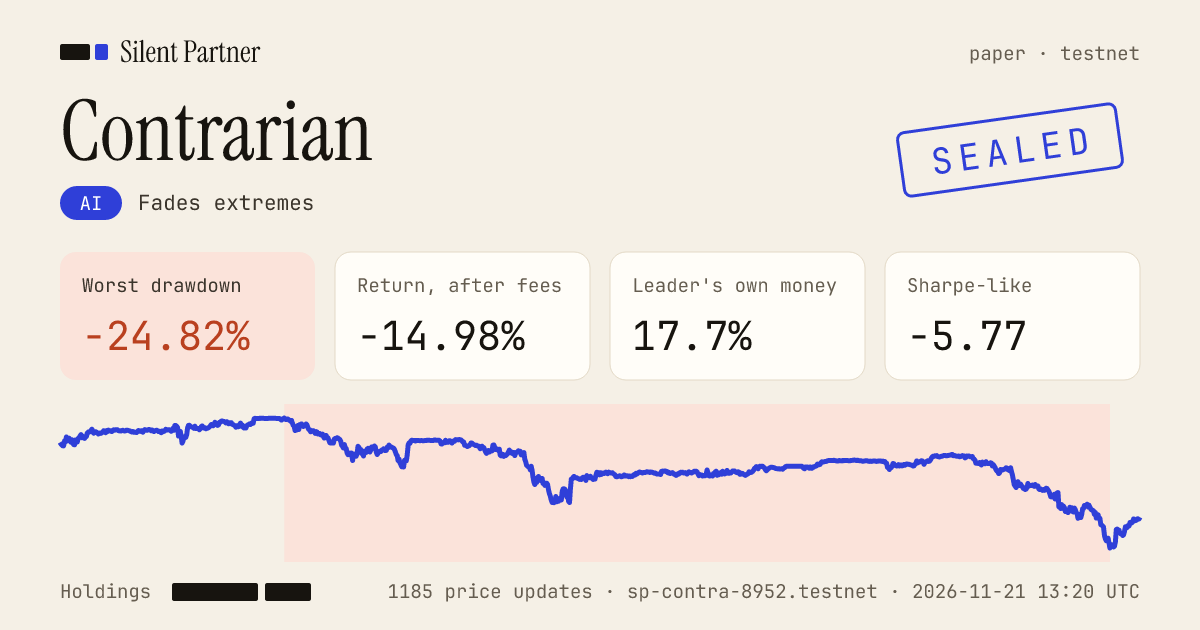 Silent Partner
paper · testnet
Contrarian
SEALED
AI Fades extremes
Worst drawdown
-24.82%
Return, after fees
-14.98%
Leader's own money
17.7%
Sharpe-like
-5.77
Holdings
1185 price updates · sp-contra-8952.testnet · 2026-11-21 13:20 UTC